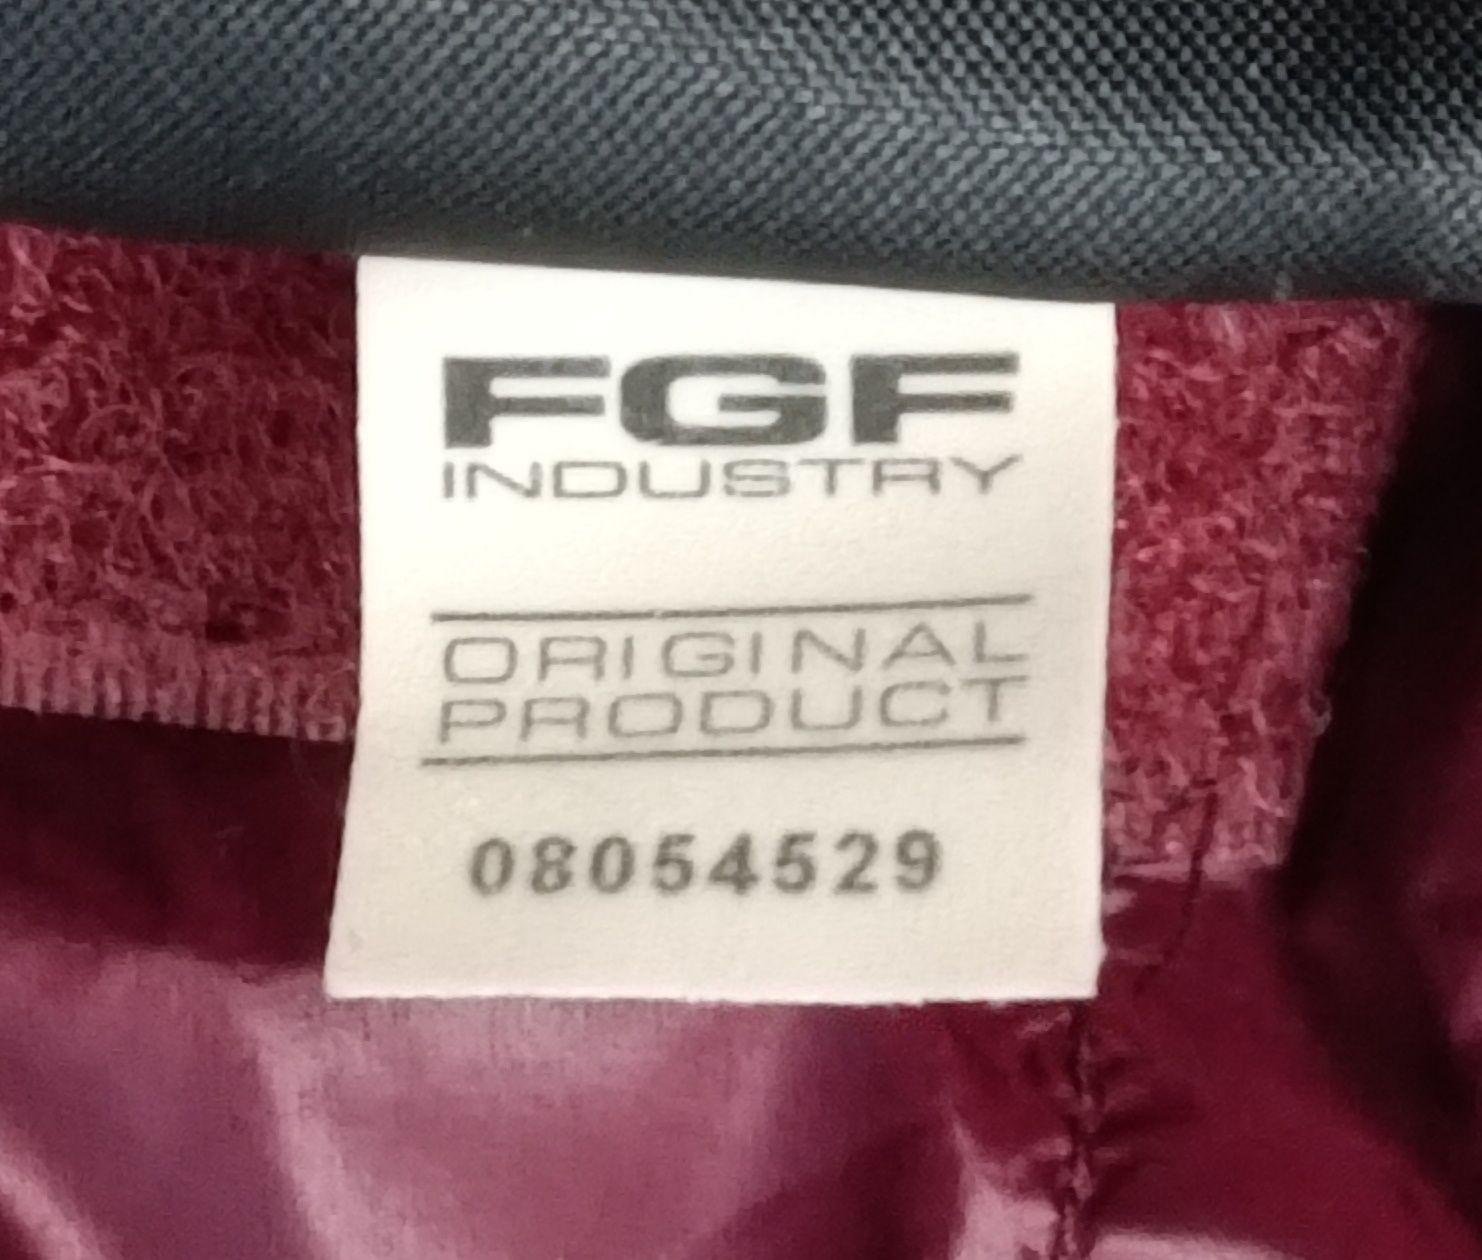 FGF
INDUSTRY
ORIGINAL
PRODUCT
08054529